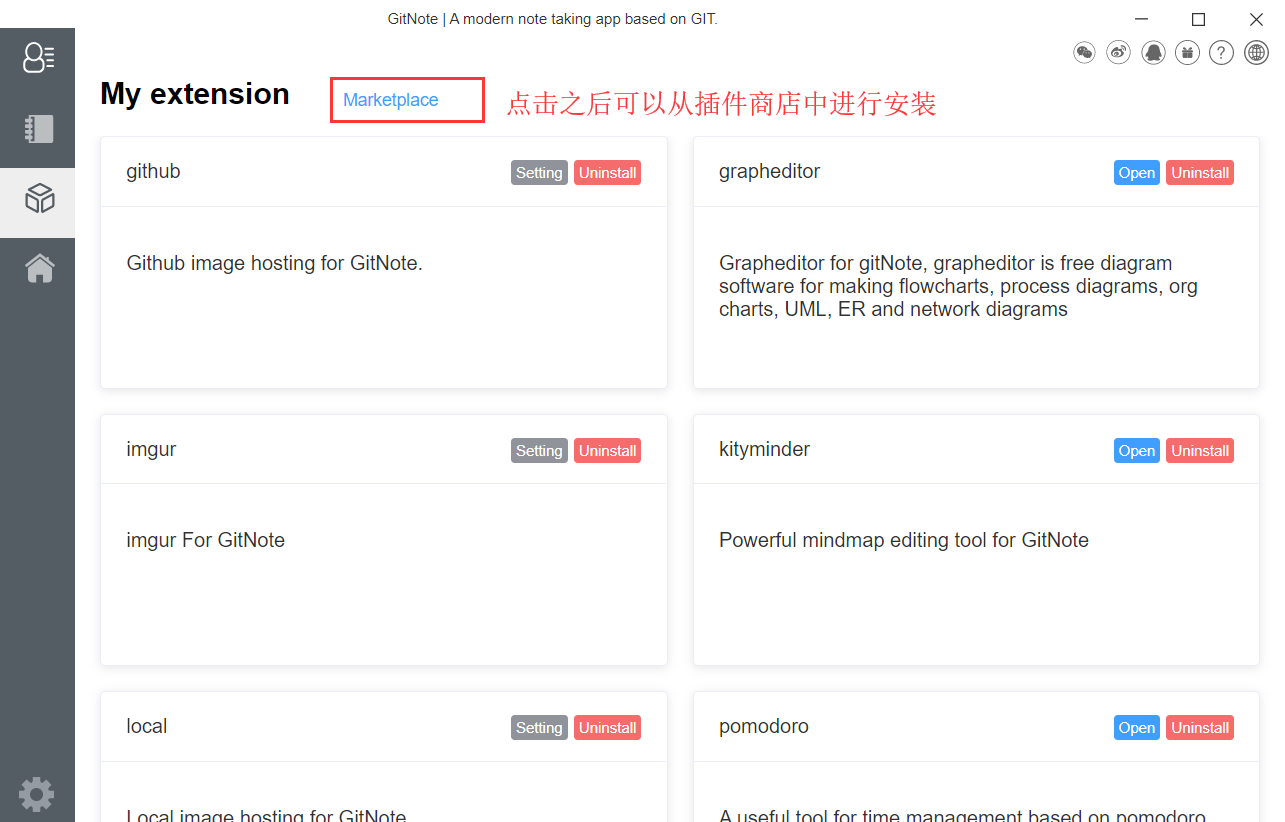 GitNote | A modern note taking app based on GIT.
My extension
Marketplace
点击之后可以从插件商店中进行安装
github
Setting
Uninstall
Github image hosting for GitNote.
grapheditor
Open
Uninstall
Grapheditor for gitNote, grapheditor is free diagram
software for making flowcharts, process diagrams, org
charts, UML, ER and network diagrams
imgur
Setting
Uninstall
imgur For GitNote
kityminder
Open
Uninstall
Powerful mindmap editing tool for GitNote
local
Setting
Uninstall
Local image hosting for GitNote
pomodoro
Open
Uninstall
A useful tool for time management based on pomodoro